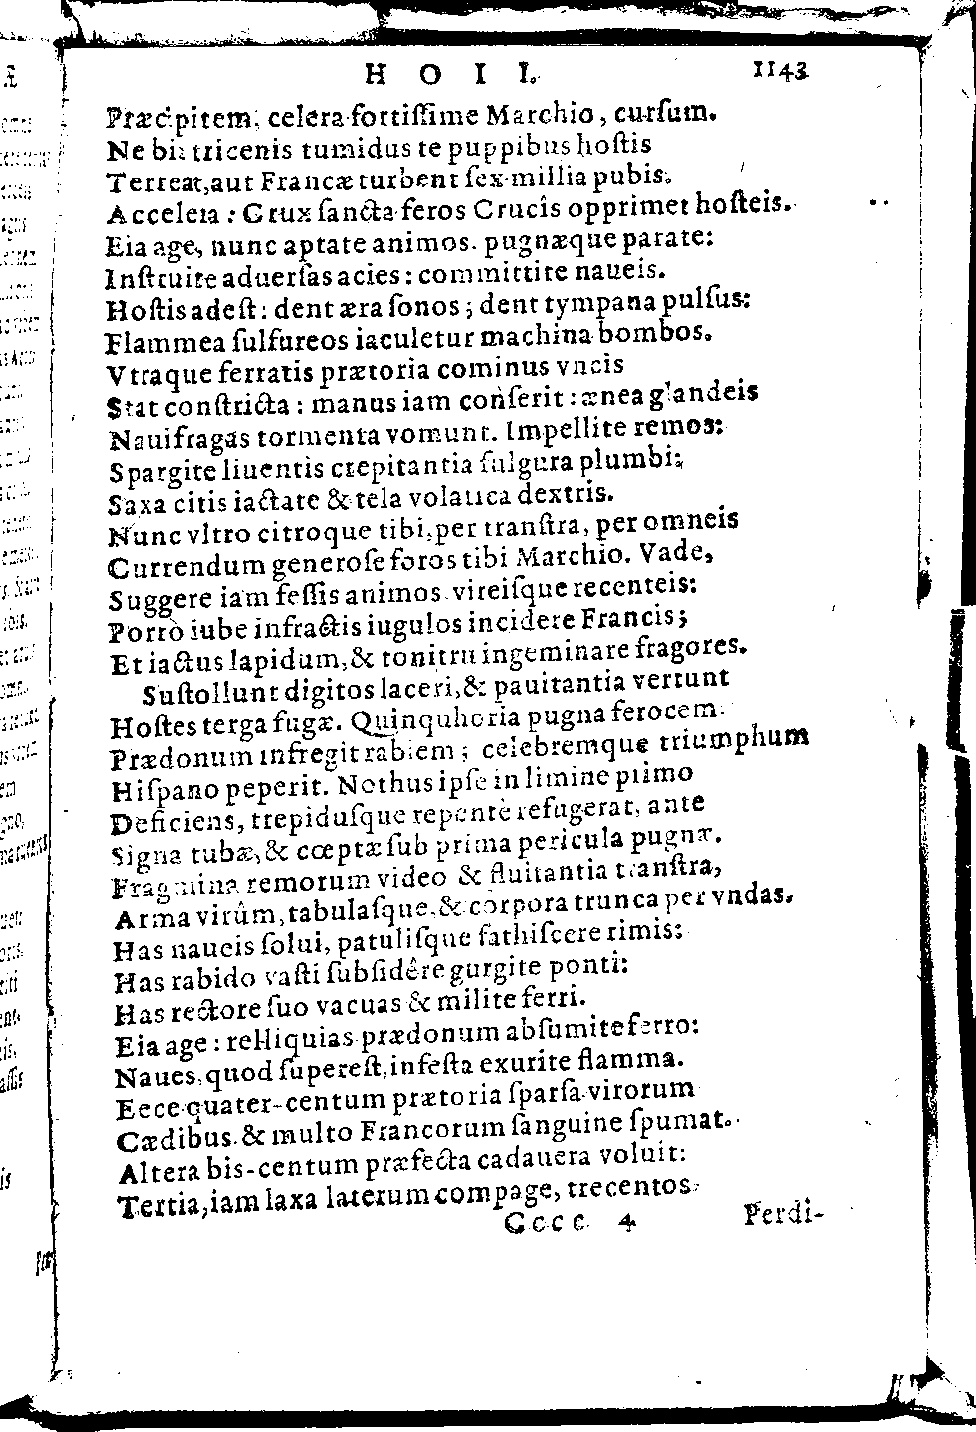 H O I I. 1143
Præcipitem, celera fortiſſime Marchio, curſum.
Ne bis tricenis tumidus te puppibus hoſtis
Terreat, aut Francæ turbent ſex millia pubis.
Accelera: Crux ſancta feros Crucis opprimet hoſteis.
Eia age, nunc aptate animos. pugnæque parate:
Inſtruite aduerſas acies: committite naueis.
Hoſtis adeſt: dent æra ſonos; dent tympana pulſus:
Flammea ſulfureos iaculetur machina bombos.
Vtraque ferratis prætoria cominus vncis
Stat conſtricta: manus iam conſerit: ænea glandeis
Nauifragas tormenta vomunt. Impellite remos:
Spargite liuentis crepitantia fulgura plumbi:
Saxa citis iactate & tela volatica dextris.
Nunc vltro citroque tibi, per tranſtra, per omneis
Currendum generoſe foros tibi Marchio. Vade,
Suggere iam feſſis animos vireiſque recenteis:
Porrò iube infractis iugulos incidere Francis;
Et iactus lapidum, & tonitru ingeminare fragores.
Suſtollunt digitos laceri, & pauitantia vertunt
Hoſtes terga fugæ. Quinquhoria pugna ferocem
Prædonum infregit rabiem; celebremque triumphum
Hiſpano peperit. Nothus ipſe in limine primo
Deficiens, trepiduſque repentè refugerat, ante
Signa tubæ, & cœptæ ſub prima pericula pugnæ.
Fragmina remorum video & fluitantia tranſtra,
Arma virûm, tabulaſque, & corpora trunca per vndas.
Has naueis ſolui, patuliſque fathiſcere rimis:
Has rabido vaſti ſubſidêre gurgite ponti:
Has rectore ſuo vacuas & milite ferri.
Eia age: relliquias prædonum abſumite ferro:
Naues, quod ſupereſt, infeſta exurite flamma.
Eece quater-centum prætoria ſparſa virorum
Cædibus & multo Francorum ſanguine ſpumat.
Altera bis-centum præfecta cadauera voluit:
Tertia, iam laxa laterum compage, trecentos
Cccc 4 Perdi-